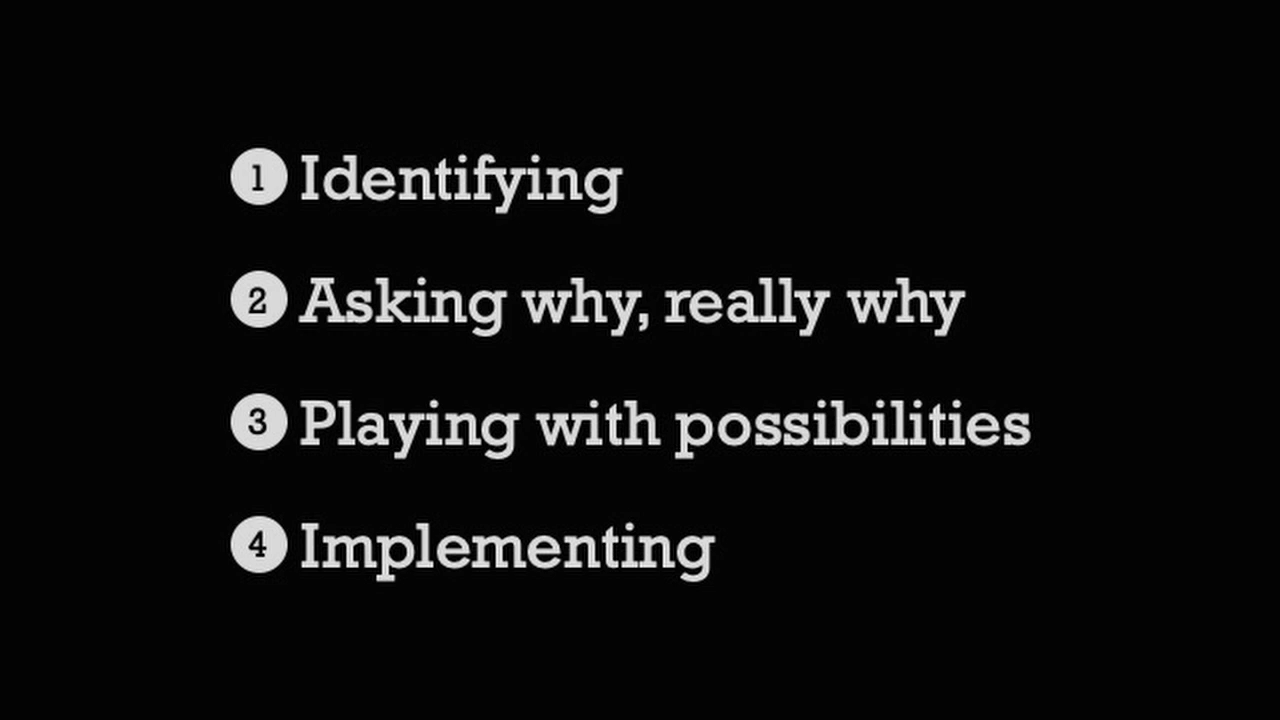 1 Identifying
2 Asking why, really why
3 Playing with possibilities
4 Implementing